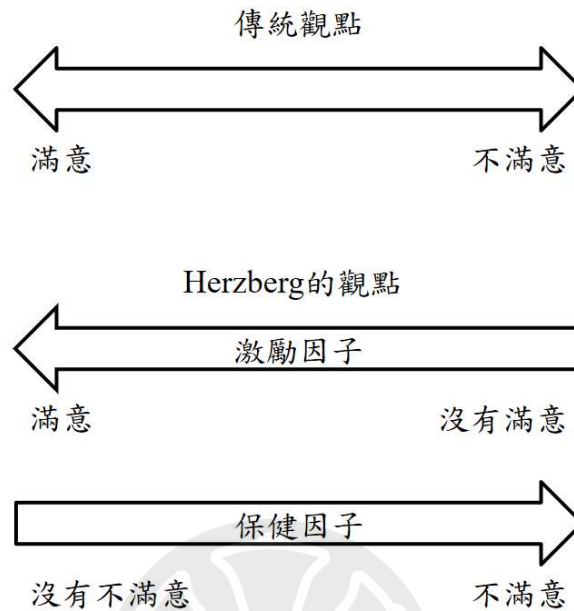 傳統觀點
滿意 不滿意
Herzberg的觀點
激勵因子
滿意 沒有滿意
保健因子
沒有不滿意 不滿意